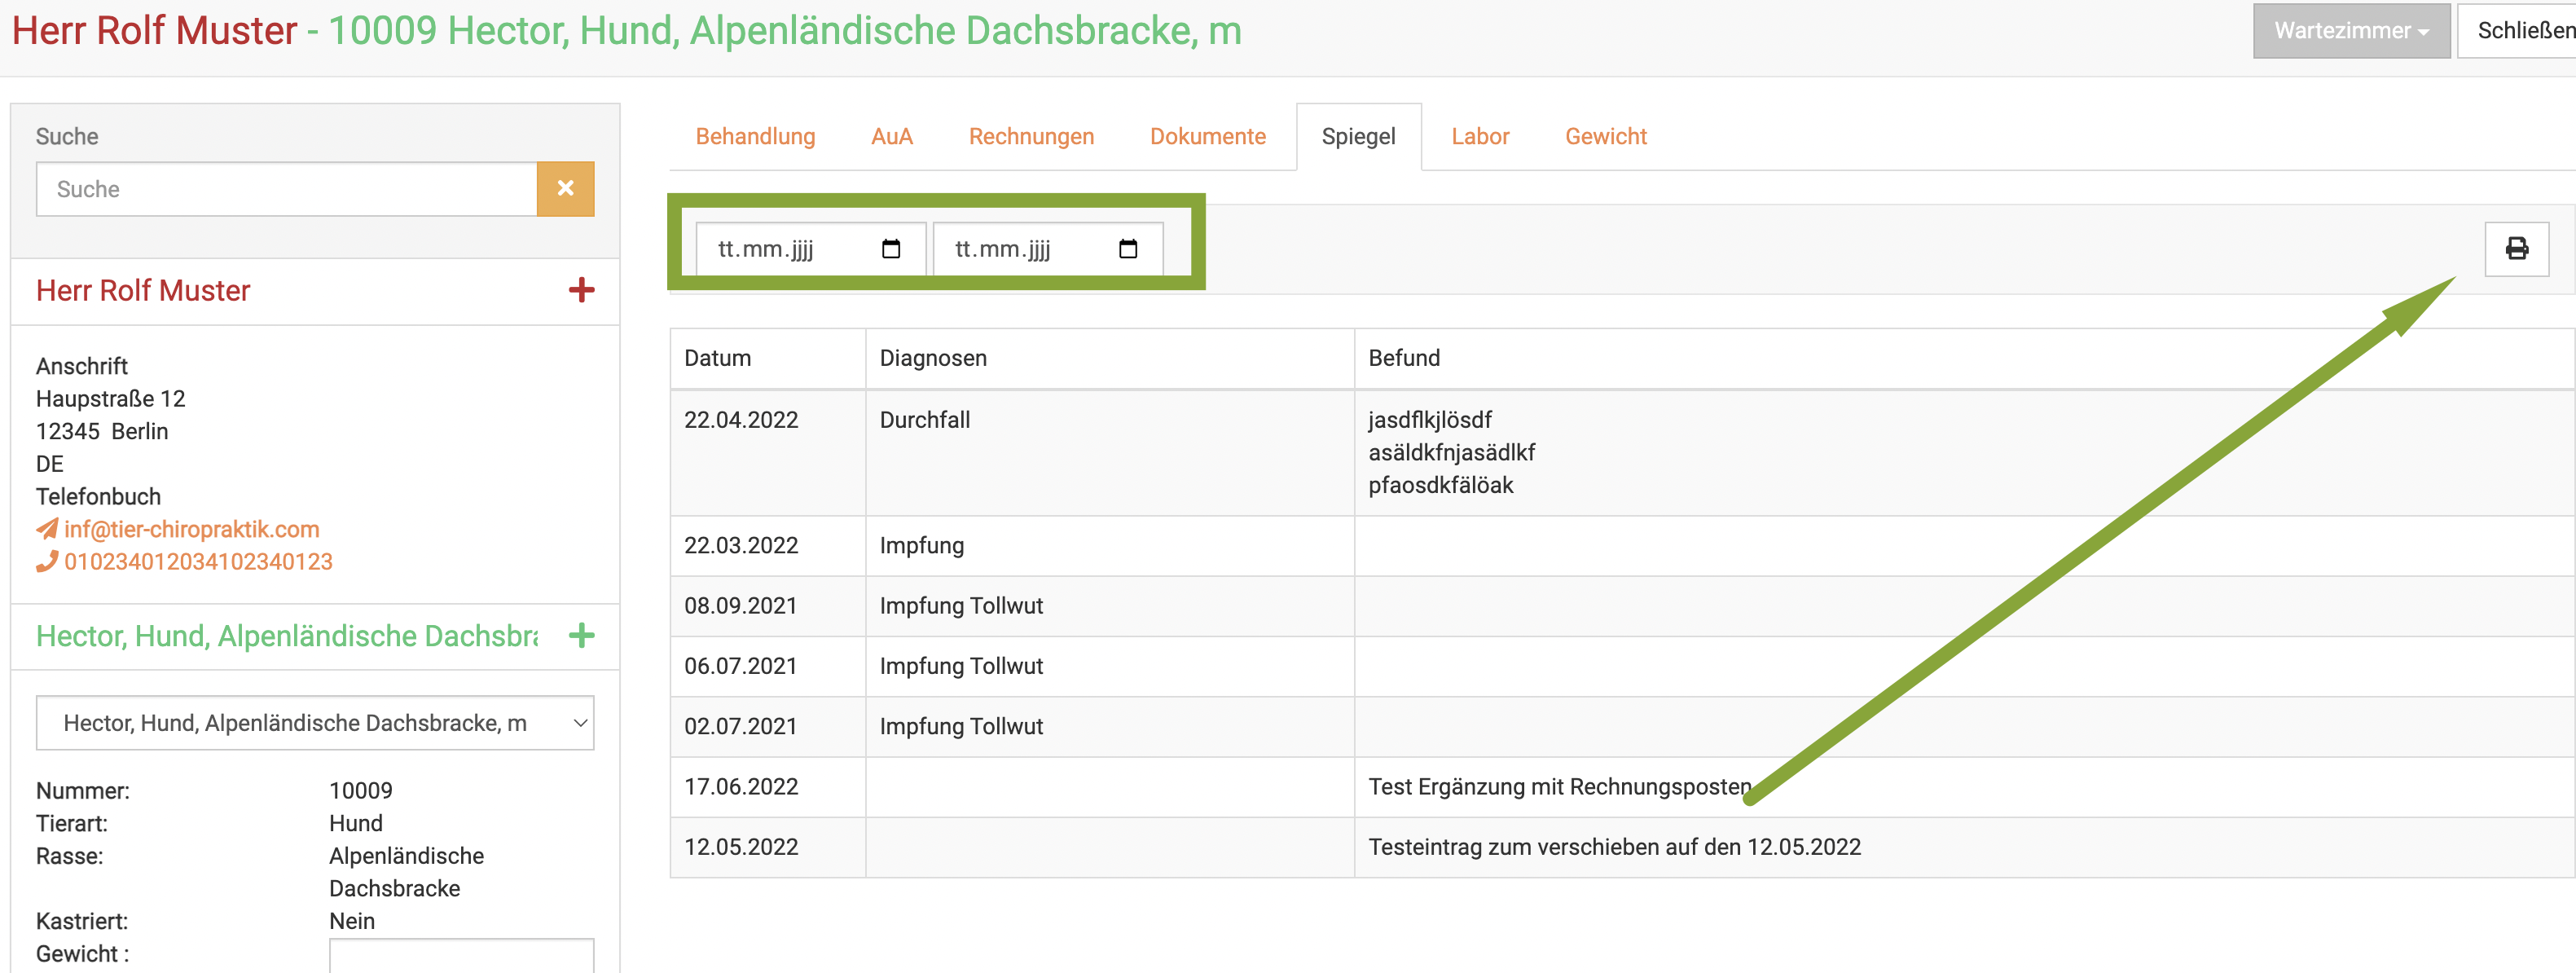 Herr Rolf Muster - 10009 Hector, Hund, Alpenländische Dachsbracke, m
Wartezimmer
Schließen
Suche
Suche
Herr Rolf Muster
Anschrift
Haupstraße 12
12345 Berlin
DE
Telefonbuch
inf@tier-chiropraktik.com
010234012034102340123
Hector, Hund, Alpenländische Dachsbra
Hector, Hund, Alpenländische Dachsbracke, m
Nummer: 10009
Tierart: Hund
Rasse: Alpenländische
Dachsbracke
Kastriert: Nein
Gewicht :
Behandlung AuA Rechnungen Dokumente Spiegel Labor Gewicht
tt.mm.jjjj tt.mm.jjjj
Datum Diagnosen Befund
22.04.2022 Durchfall jasdflkjlösdf
asäldkfnjasädlkf
pfaosdkfälöak
22.03.2022 Impfung
08.09.2021 Impfung Tollwut
06.07.2021 Impfung Tollwut
02.07.2021 Impfung Tollwut
17.06.2022 Test Ergänzung mit Rechnungsposten
12.05.2022 Testeintrag zum verschieben auf den 12.05.2022